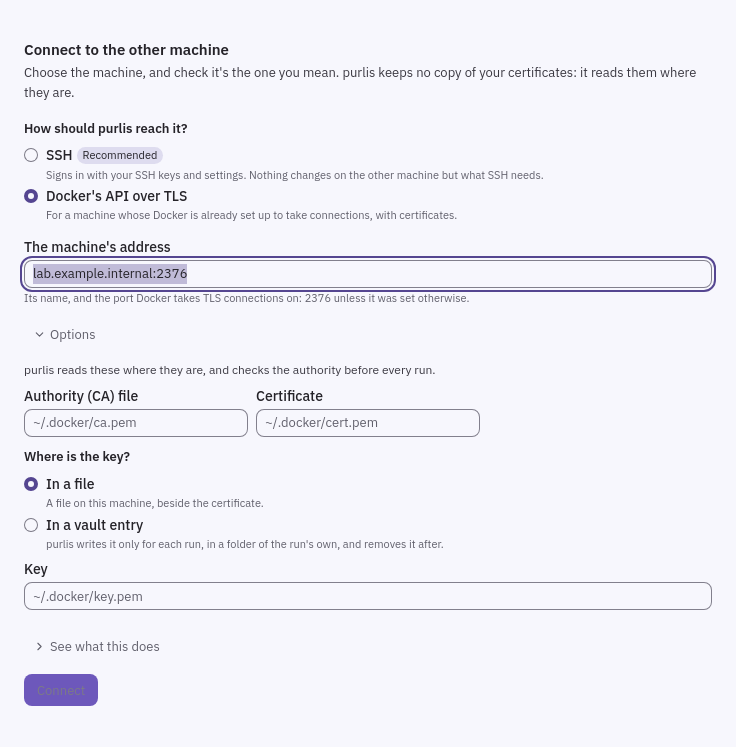 Connect to the other machine
Choose the machine, and check it's the one you mean. purlis keeps no copy of your certificates: it reads them where
they are.
How should purlis reach it?
SSH Recommended
Signs in with your SSH keys and settings. Nothing changes on the other machine but what SSH needs.
Docker's API over TLS
For a machine whose Docker is already set up to take connections, with certificates.
The machine's address
lab.example.internal:2376
Its name, and the port Docker takes TLS connections on: 2376 unless it was set otherwise.
Options
purlis reads these where they are, and checks the authority before every run.
Authority (CA) file Certificate
~/.docker/ca.pem ~/.docker/cert.pem
Where is the key?
In a file
A file on this machine, beside the certificate.
In a vault entry
purlis writes it only for each run, in a folder of the run's own, and removes it after.
Key
~/.docker/key.pem
See what this does
Connect